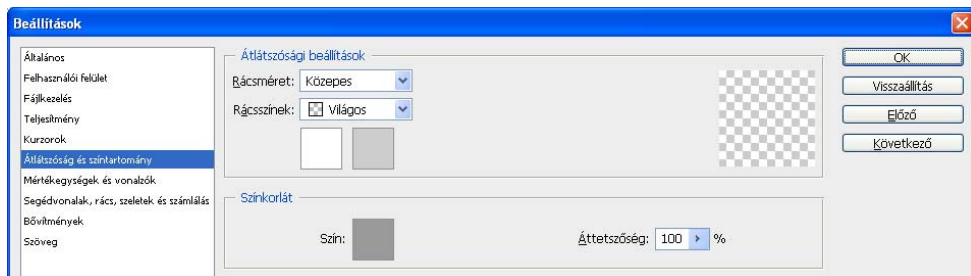 Beállítások
Általános
Felhasználói felület
Fájlkezelés
Teljesítmény
Kurzorok
Átlátszóság és színtartomány
Mértékegységek és vonalzók
Segédvonalak, rács, szeletek és számlálás
Bővítmények
Szöveg
Átlátszósági beállítások
Rácsméret: Közepes
Rácsszínek: Világos
Színkorlát
Szín:
Áttetszőség: 100 %
OK
Visszaállítás
Előző
Következő